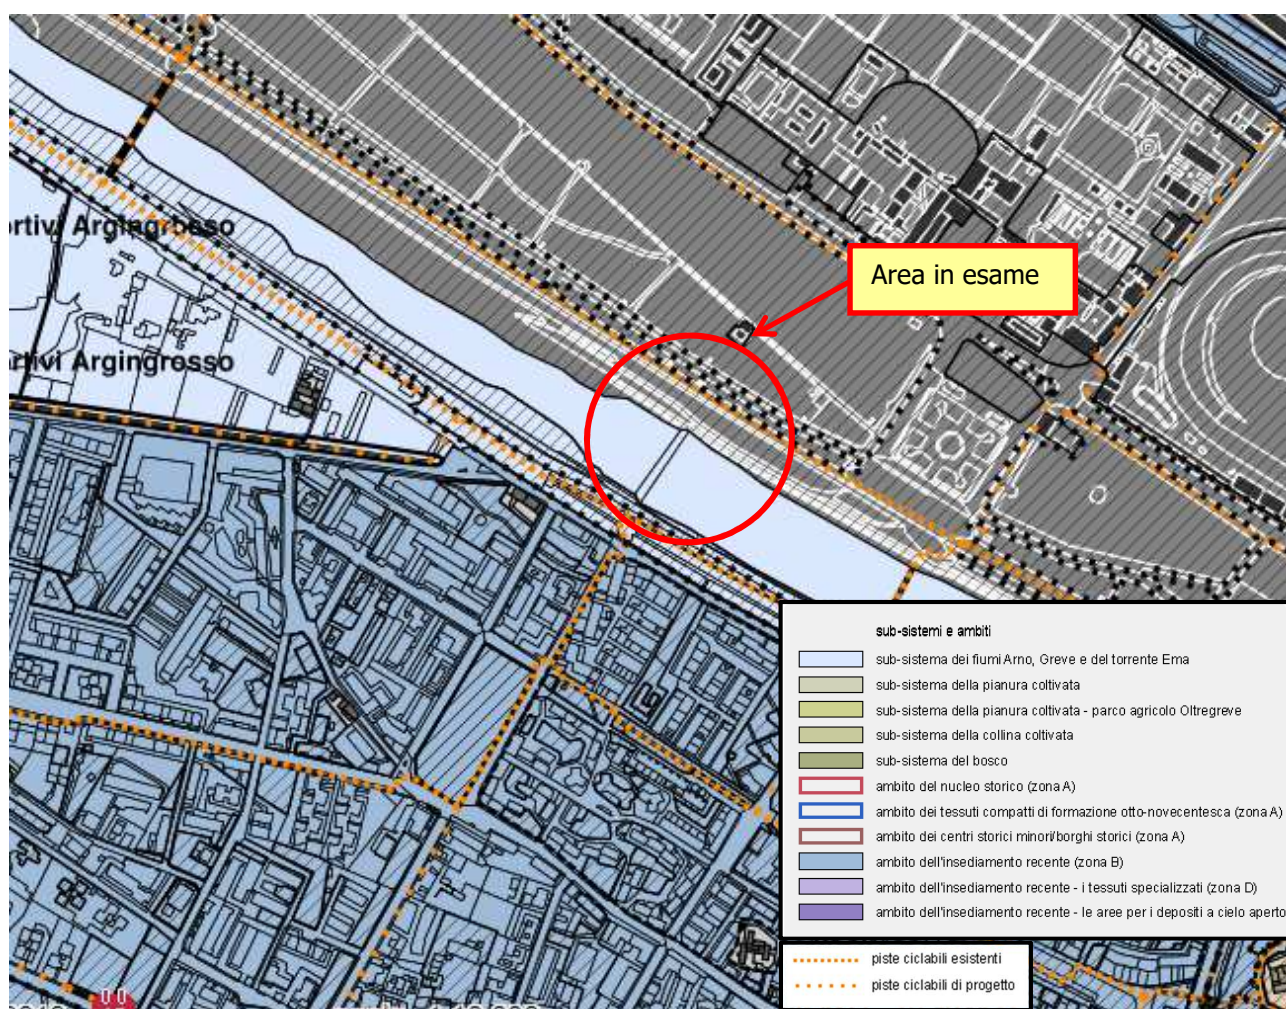 Argingrosso
Area in esame
Argingrosso
sub-sistemi e ambiti
sub-sistema dei fiumi Arno, Greve e del torrente Ema
sub-sistema della pianura coltivata
sub-sistema della pianura coltivata - parco agricolo Oltregreve
sub-sistema della collina coltivata
sub-sistema del bosco
ambito del nucleo storico (zona A)
ambito dei tessuti compatti di formazione otto-novecentesca (zona A)
ambito dei centri storici minori/borghi storici (zona A)
ambito dell'insediamento recente (zona B)
ambito dell'insediamento recente - i tessuti specializzati (zona D)
ambito dell'insediamento recente - le aree per i depositi a cielo aperto
piste ciclabili esistenti
piste ciclabili di progetto